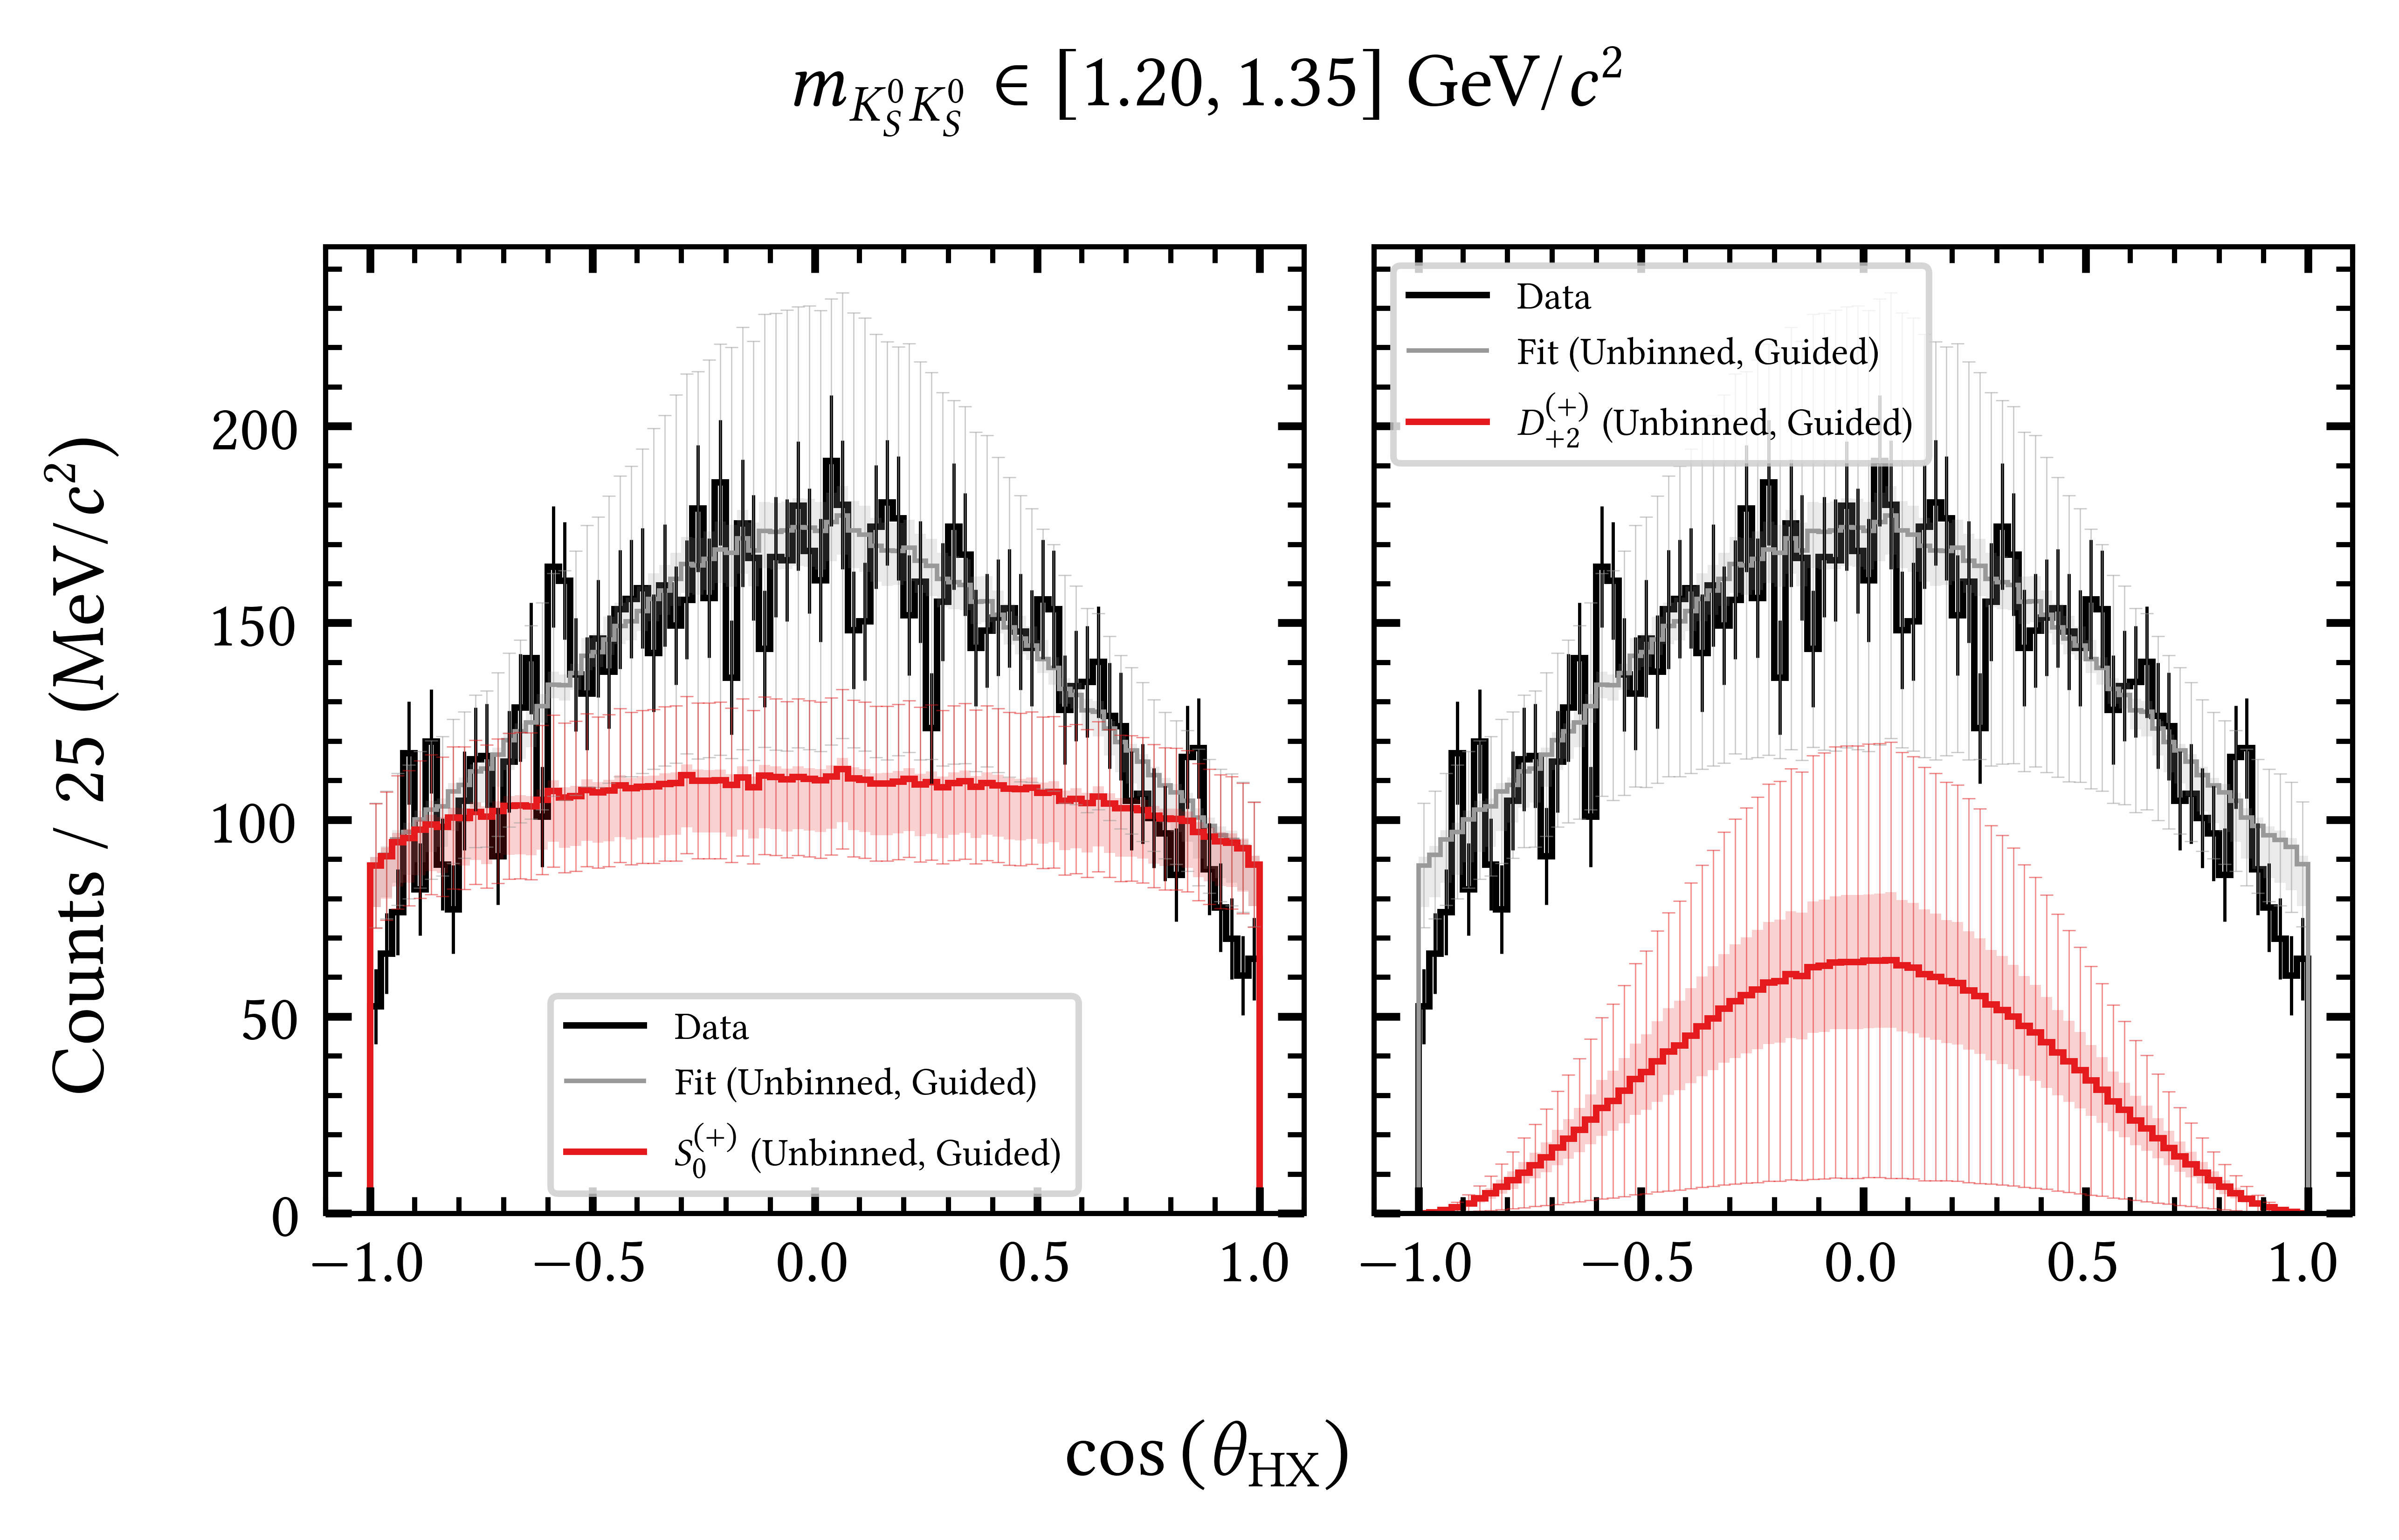 m_{K_S^0 K_S^0} ∈ [1.20, 1.35] GeV/c²
Counts / 25 (MeV/c²)
200
150
100
50
0
Data
Fit (Unbinned, Guided)
S_0^{(+)} (Unbinned, Guided)
−1.0 −0.5 0.0 0.5 1.0
Data
Fit (Unbinned, Guided)
D_{+2}^{(+)} (Unbinned, Guided)
−1.0 −0.5 0.0 0.5 1.0
cos (θ_HX)